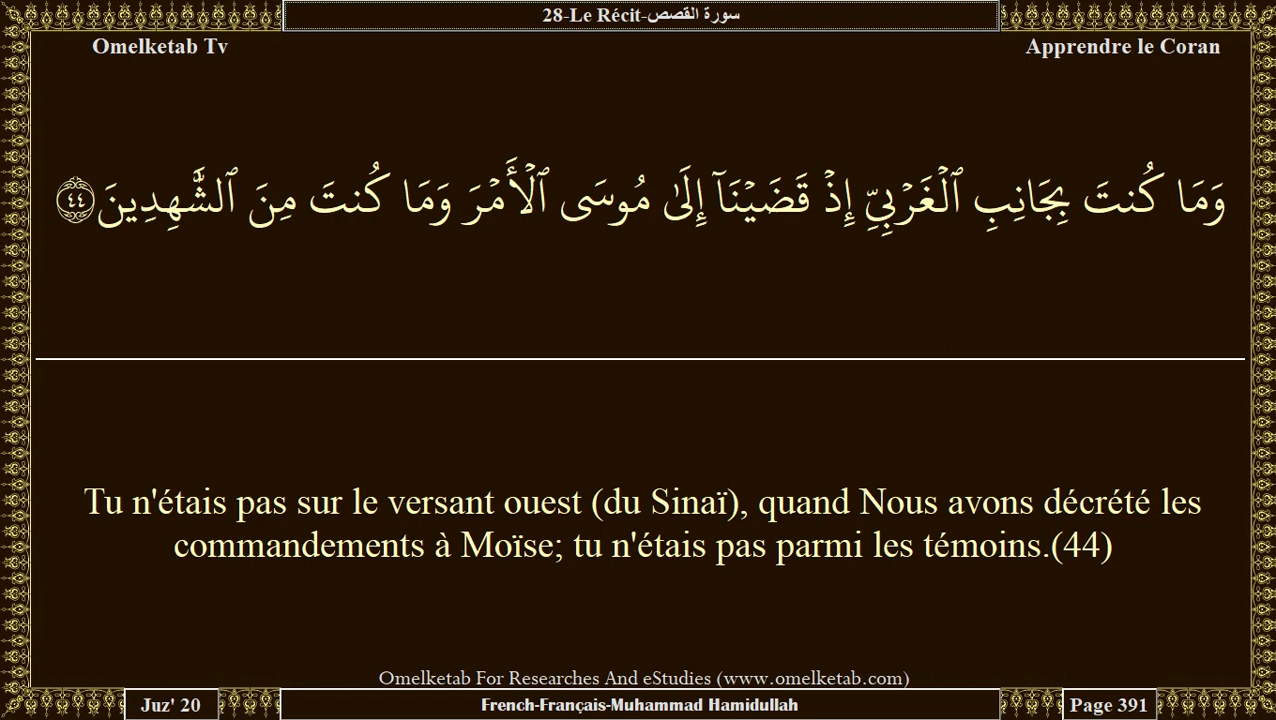 28-Le Récit-سورة القصص
Omelketab Tv
Apprendre le Coran
وَمَا كُنتَ بِجَانِبِ ٱلْغَرْبِىِّ إِذْ قَضَيْنَآ إِلَىٰ مُوسَى ٱلْأَمْرَ وَمَا كُنتَ مِنَ ٱلشَّٰهِدِينَ ٤٤
Tu n'étais pas sur le versant ouest (du Sinaï), quand Nous avons décrété les
commandements à Moïse; tu n'étais pas parmi les témoins.(44)
Omelketab For Researches And eStudies (www.omelketab.com)
Juz' 20
French-Français-Muhammad Hamidullah
Page 391